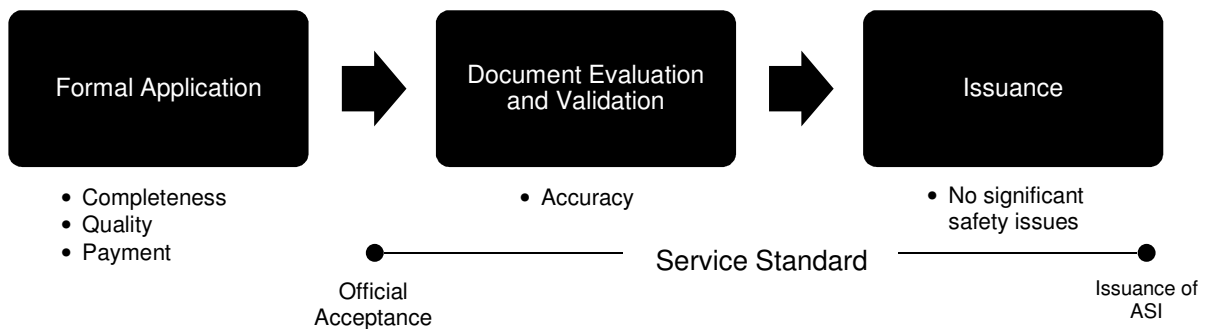 Formal Application
Document Evaluation
and Validation
Issuance
• Completeness
• Quality
• Payment
• Accuracy
• No significant
safety issues
Service Standard
Official
Acceptance
Issuance of
ASI